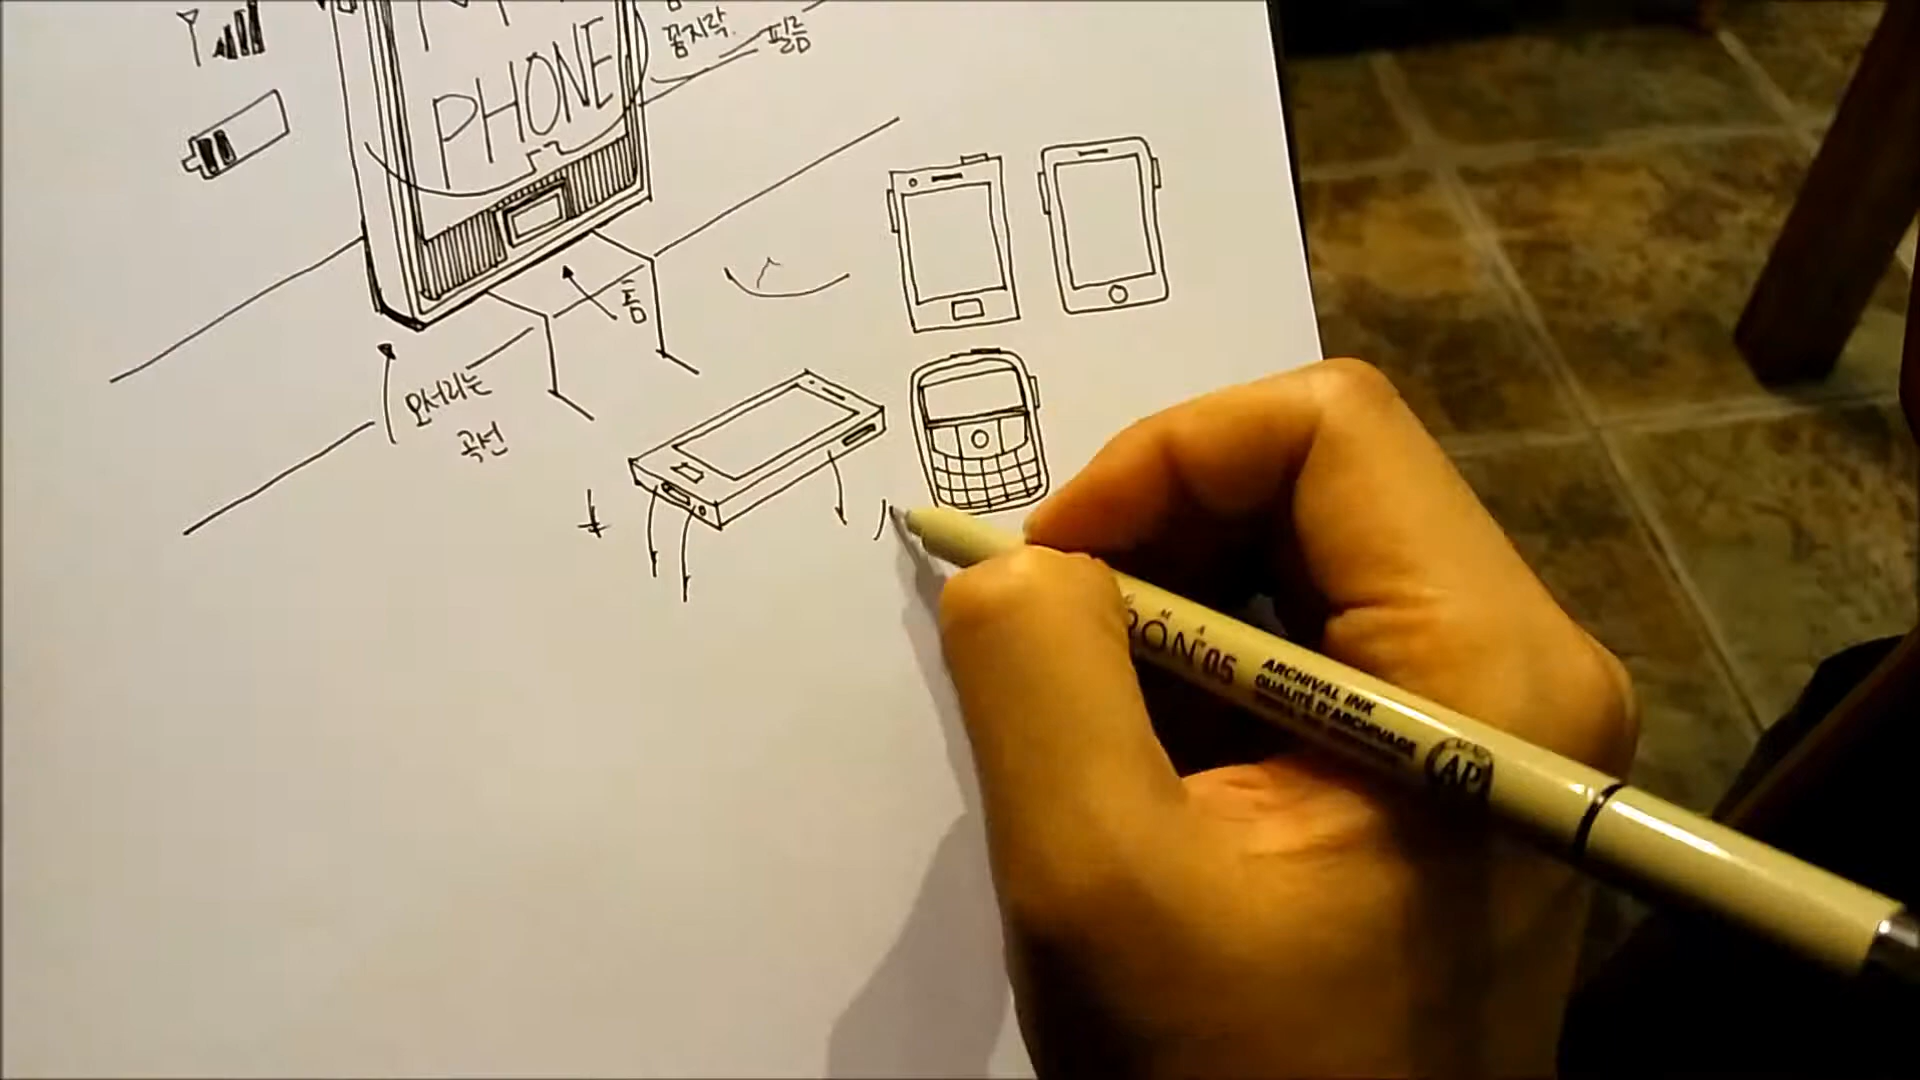 꼼지락
필름
PHONE
틈
모서리는
곡선
RON 05
ARCHIVAL INK
QUALITÉ D'ARCHIVAGE
AP